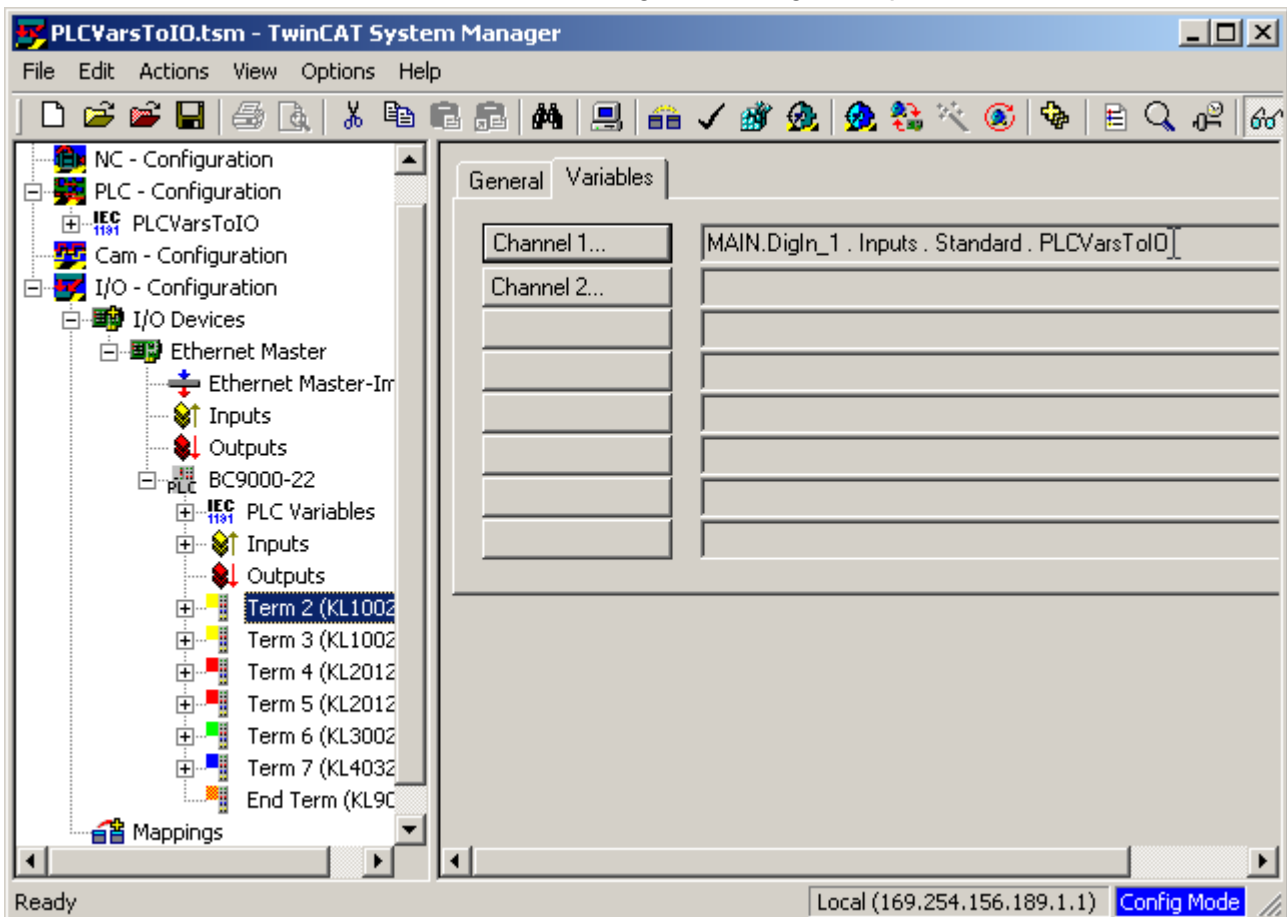 PLCVarsToIO.tsm - TwinCAT System Manager
File Edit Actions View Options Help
NC - Configuration
PLC - Configuration
IEC 1131 PLCVarsToIO
Cam - Configuration
I/O - Configuration
I/O Devices
Ethernet Master
Ethernet Master-Im
Inputs
Outputs
PLC BC9000-22
IEC 1131 PLC Variables
Inputs
Outputs
Term 2 (KL1002
Term 3 (KL1002
Term 4 (KL2012
Term 5 (KL2012
Term 6 (KL3002
Term 7 (KL4032
End Term (KL90
Mappings
General Variables
Channel 1... MAIN.DigIn_1 . Inputs . Standard . PLCVarsToIO
Channel 2...
Ready Local (169.254.156.189.1.1) Config Mode